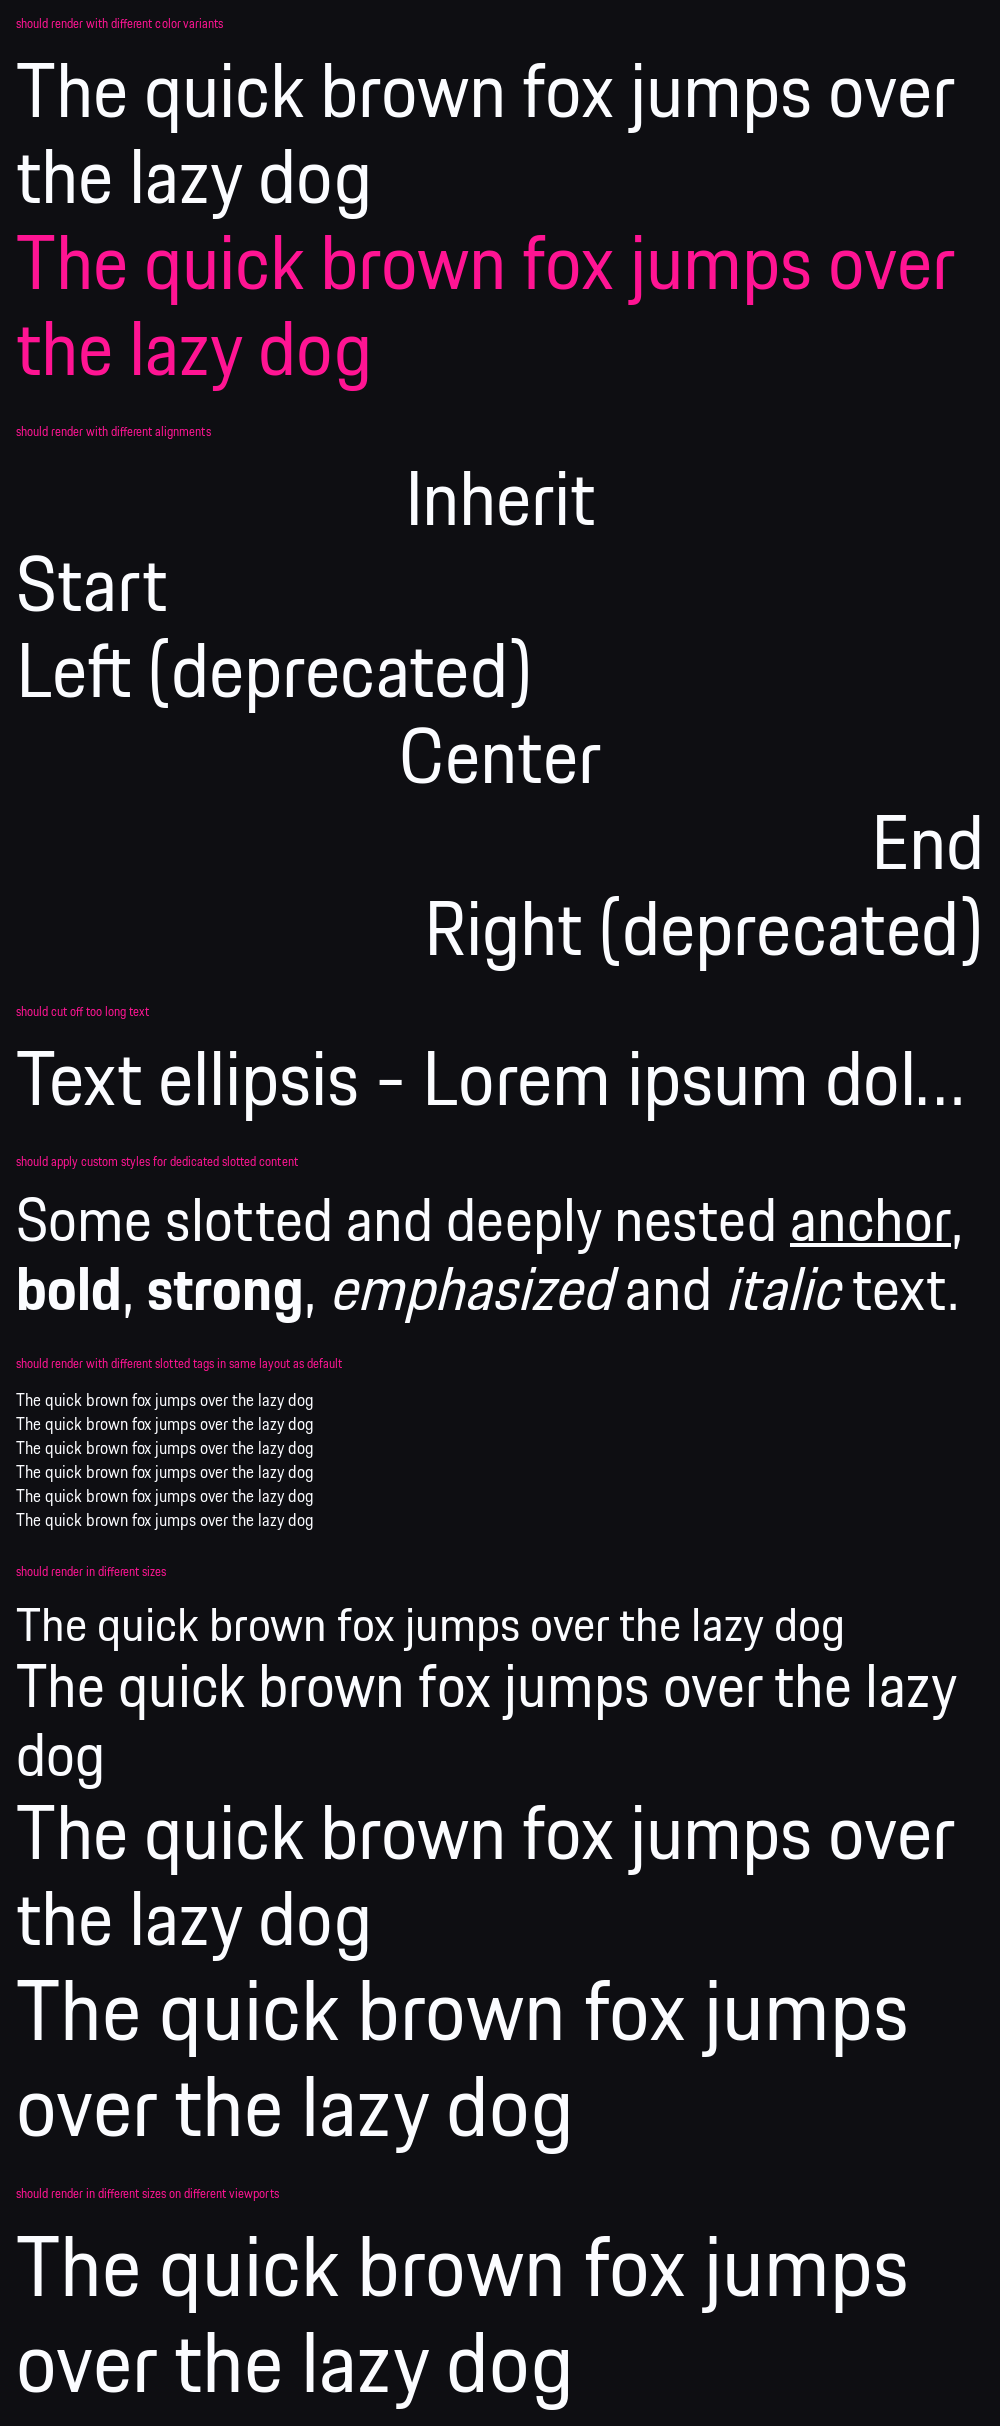 should render with different color variants
The quick brown fox jumps over
the lazy dog
The quick brown fox jumps over
the lazy dog
should render with different alignments
Inherit
Start
Left (deprecated)
Center
End
Right (deprecated)
should cut off too long text
Text ellipsis - Lorem ipsum dol…
should apply custom styles for dedicated slotted content
Some slotted and deeply nested anchor,
bold, strong, emphasized and italic text.
should render with different slotted tags in same layout as default
The quick brown fox jumps over the lazy dog
The quick brown fox jumps over the lazy dog
The quick brown fox jumps over the lazy dog
The quick brown fox jumps over the lazy dog
The quick brown fox jumps over the lazy dog
The quick brown fox jumps over the lazy dog
should render in different sizes
The quick brown fox jumps over the lazy dog
The quick brown fox jumps over the lazy
dog
The quick brown fox jumps over
the lazy dog
The quick brown fox jumps
over the lazy dog
should render in different sizes on different viewports
The quick brown fox jumps
over the lazy dog